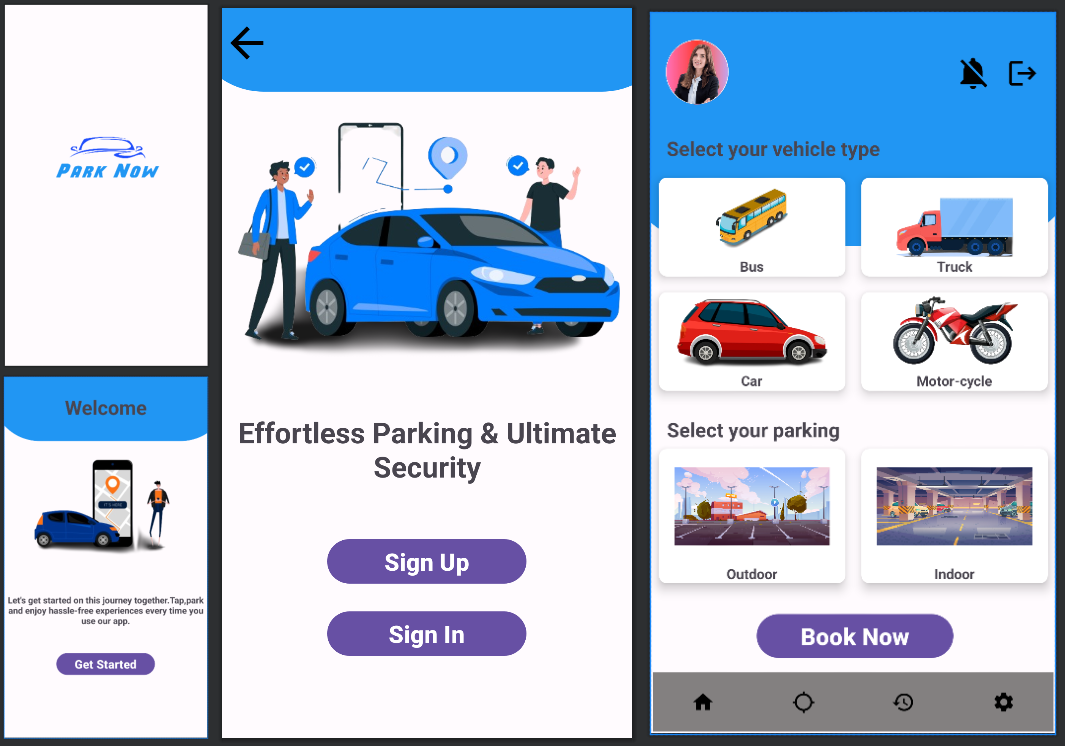 Park Now
Welcome
IT'S HERE
Let's get started on this journey together.Tap,park
and enjoy hassle-free experiences every time you
use our app.
Get Started
Effortless Parking & Ultimate
Security
Sign Up
Sign In
Select your vehicle type
Bus
Truck
Car
Motor-cycle
Select your parking
Outdoor
Indoor
Book Now